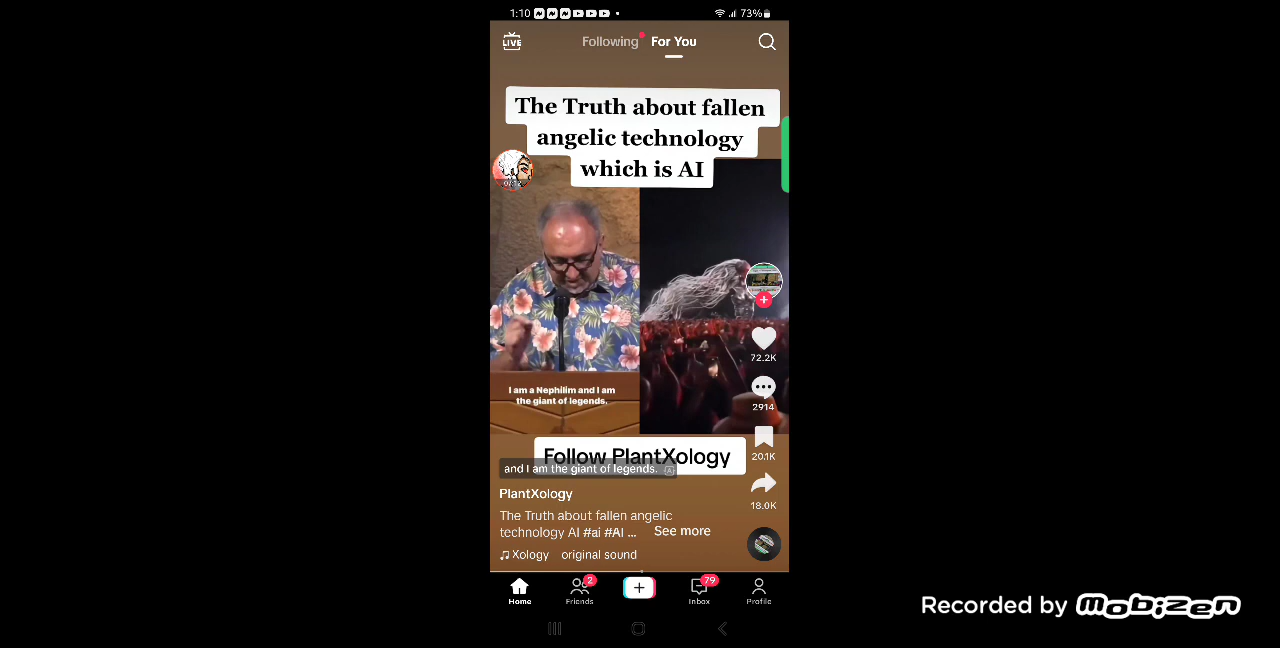 1:10
73%
LIVE
Following
For You
The Truth about fallen
angelic technology
which is AI
07:12
I am a Nephilim and I am
the giant of legends.
72.2K
2914
20.1K
18.0K
Follow PlantXology
and I am the giant of legends.
PlantXology
The Truth about fallen angelic
technology AI #ai #AI ... See more
Xology original sound
2
79
Home
Friends
Inbox
Profile
Recorded by mobizen